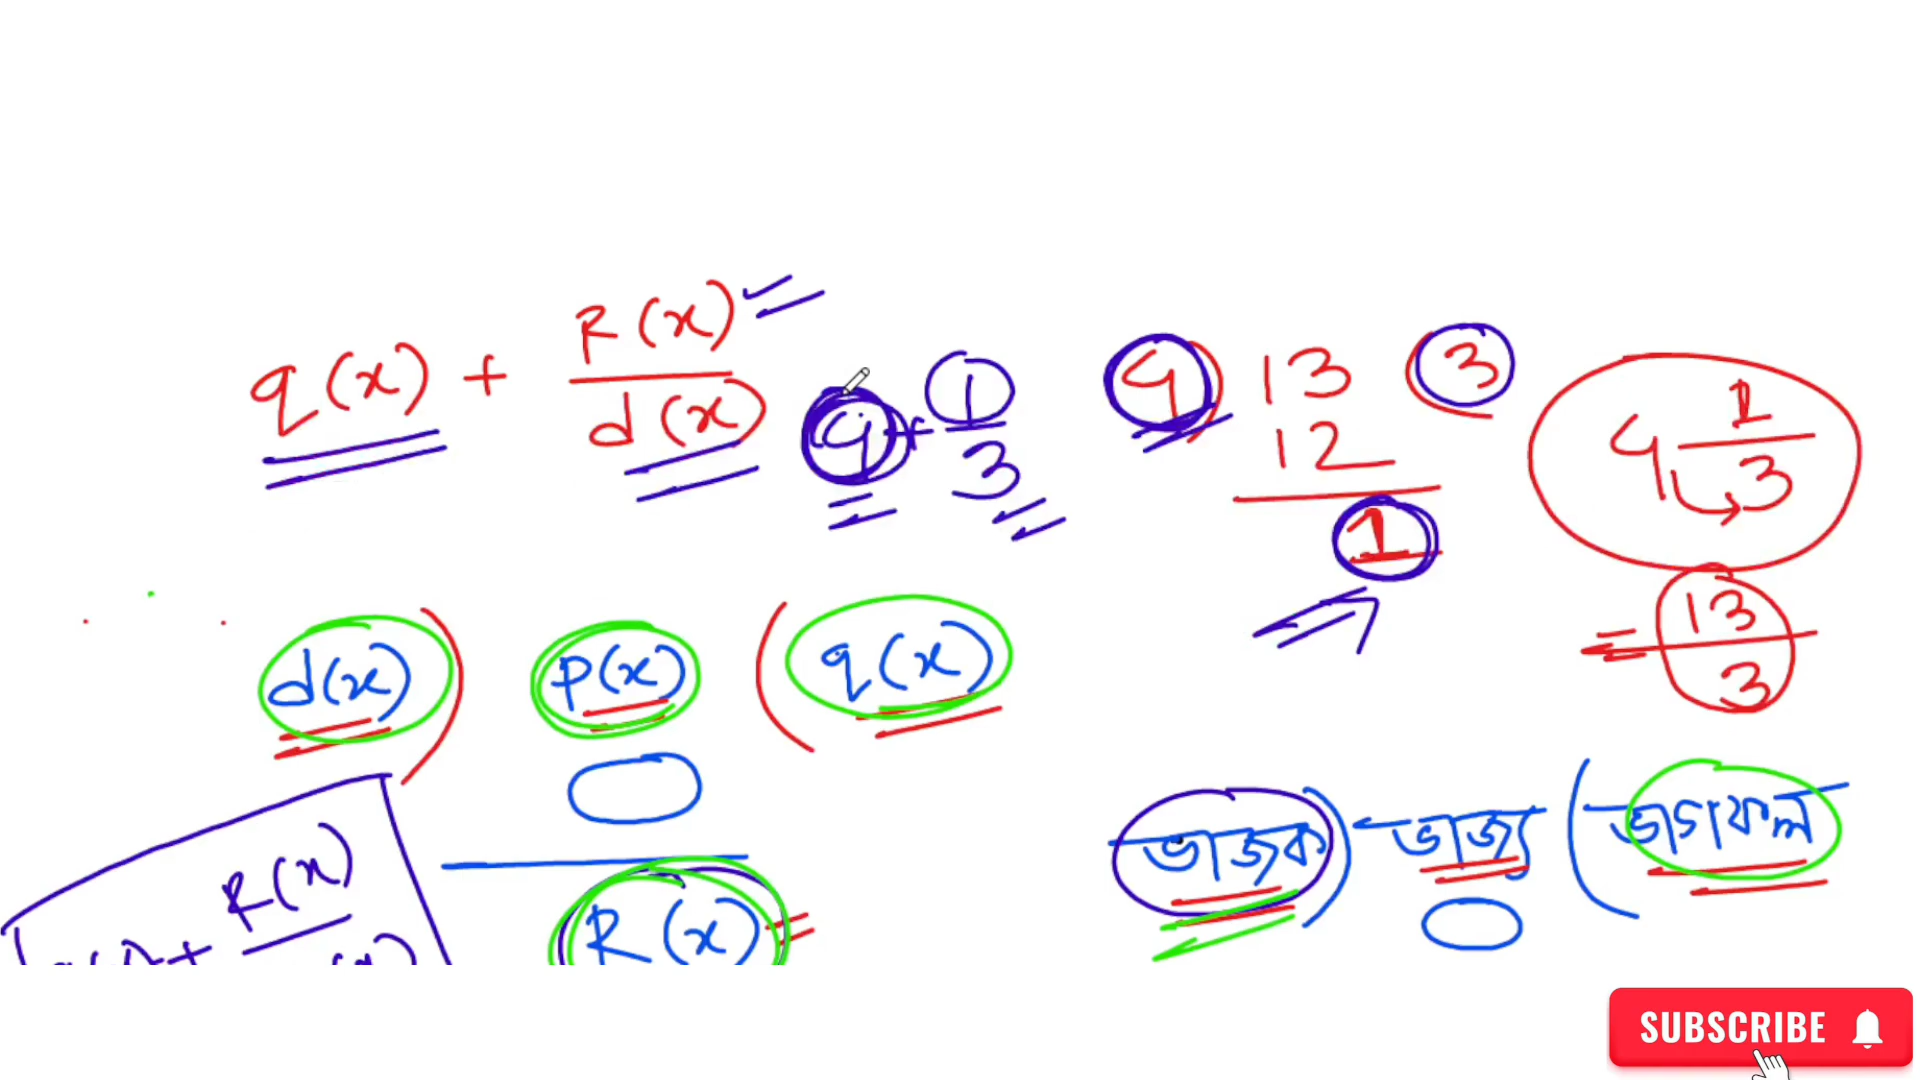 q(x) + R(x)/d(x)
4 + 1/3
4) 13 (3
12
1
4 1/3
= 13/3
d(x)) p(x) (q(x)
R(x)
ভাজক) ভাজ্য (ভাগফল
+ R(x)
SUBSCRIBE